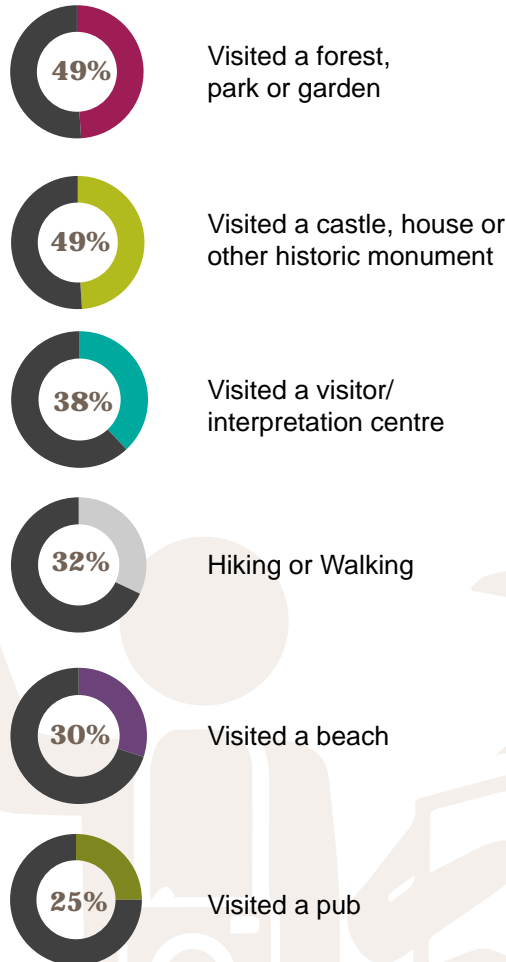 49%
Visited a forest,
park or garden
49%
Visited a castle, house or
other historic monument
38%
Visited a visitor/
interpretation centre
32%
Hiking or Walking
30%
Visited a beach
25%
Visited a pub